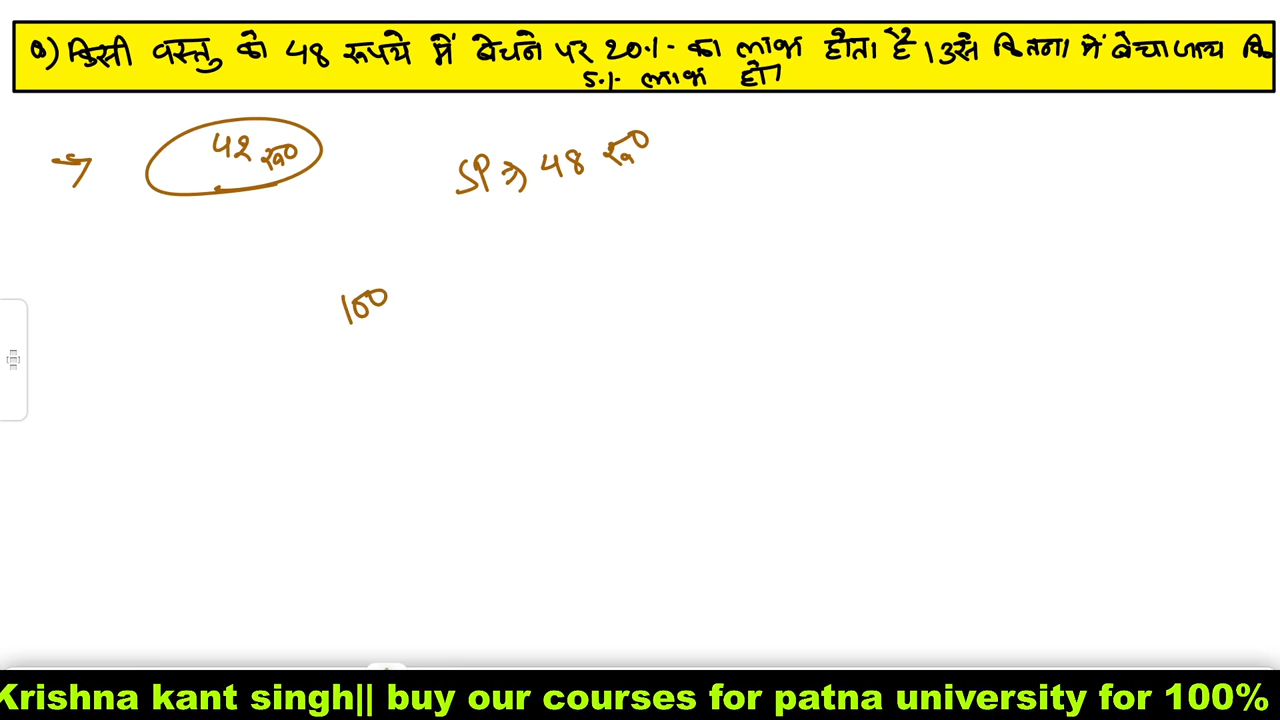 Q) किसी वस्तु को 48 रूपये में बेचने पर 20%. का लाभ होता है। उसे कितना में बेचा जाय कि
5% लाभ हो।
→ 42 रु०
SP ⇒ 48 रु०
100
Krishna kant singh|| buy our courses for patna university for 100%